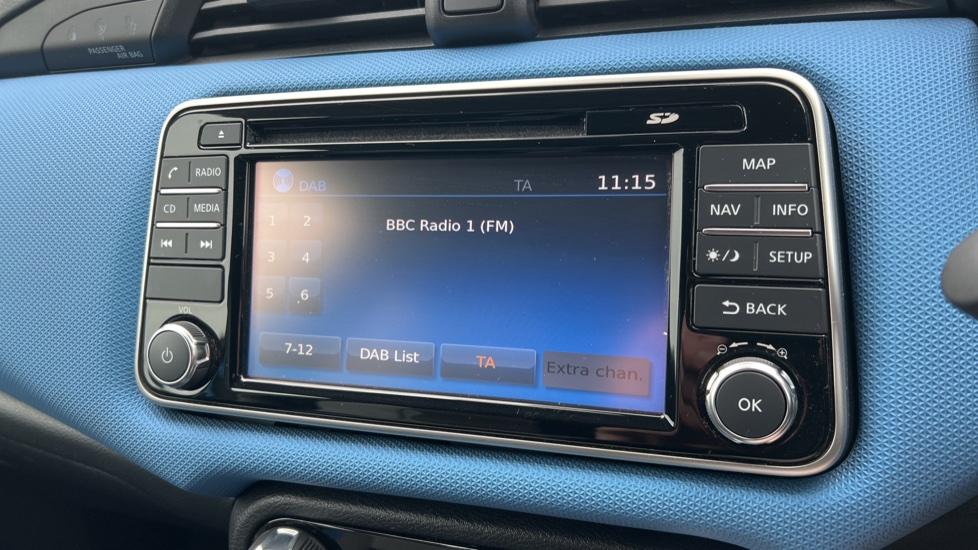 PASSENGER
AIR BAG
SD
RADIO
CD MEDIA
VOL
DAB TA 11:15
BBC Radio 1 (FM)
1 2
3 4
5 6
7-12 DAB List TA Extra chan.
MAP
NAV INFO
SETUP
BACK
OK